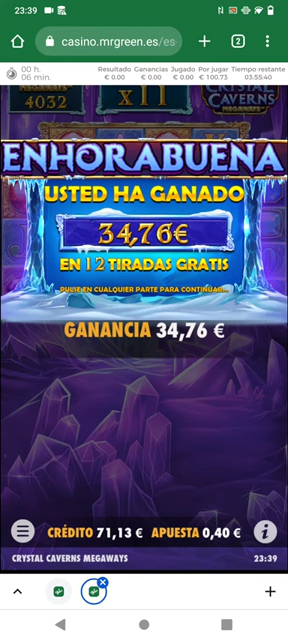 23:39
casino.mrgreen.es/es
2
00 h.
06 min.
Resultado Ganancias Jugado Por jugar Tiempo restante
€ 0.00 € 0.00 € 0.00 € 100.73 03:55:40
MEGAWAYS
4032
x11
CRYSTAL
CAVERNS
MEGAWAYS
ENHORABUENA
USTED HA GANADO
34,76€
EN 12 TIRADAS GRATIS
PULSE EN CUALQUIER PARTE PARA CONTINUAR...
GANANCIA 34,76 €
CRÉDITO 71,13 € APUESTA 0,40 €
CRYSTAL CAVERNS MEGAWAYS 23:39